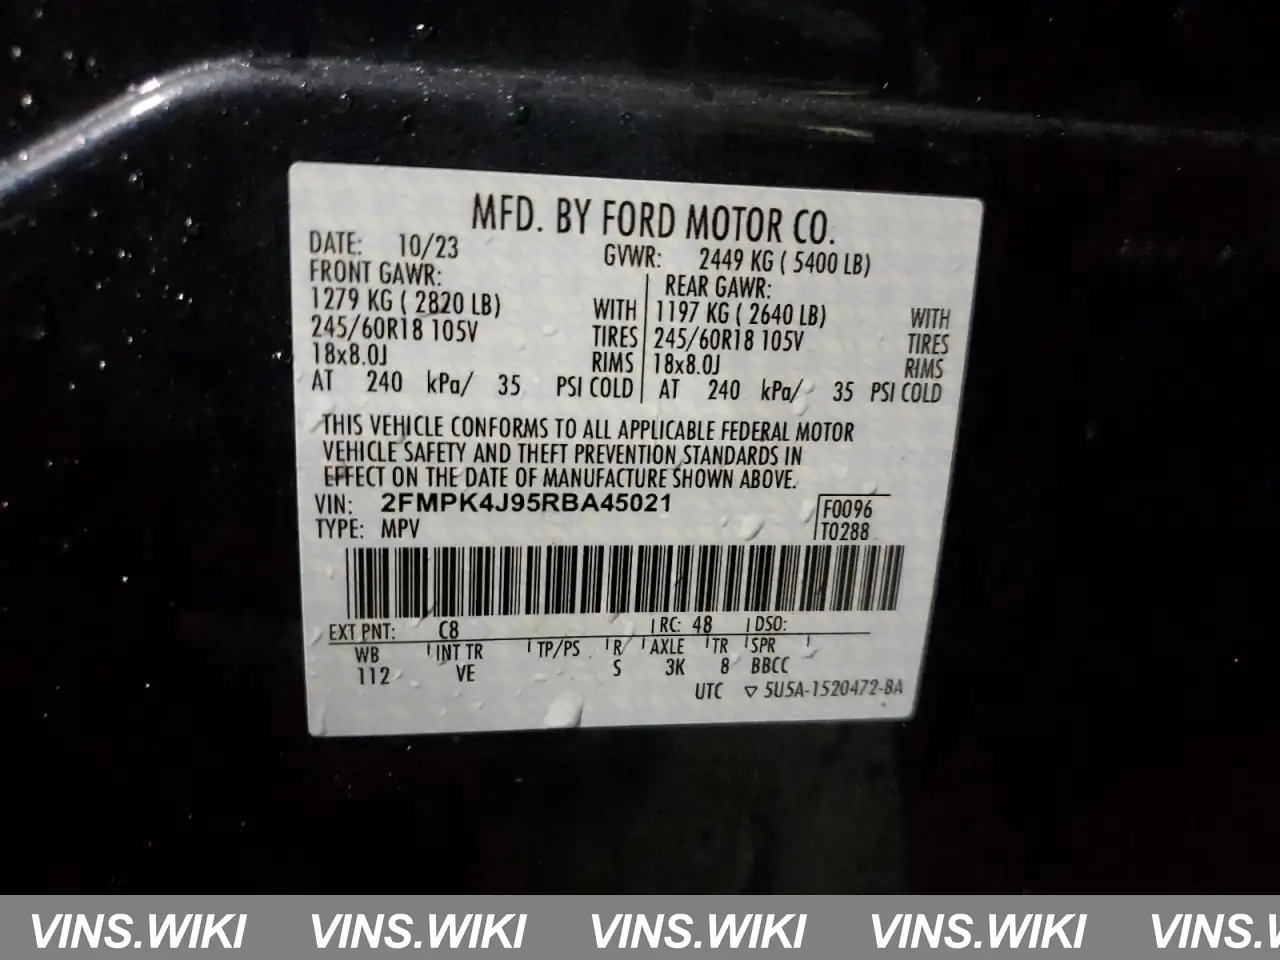 MFD. BY FORD MOTOR CO.
DATE: 10/23 GVWR: 2449 KG ( 5400 LB)
FRONT GAWR: REAR GAWR:
1279 KG ( 2820 LB) WITH 1197 KG ( 2640 LB) WITH
245/60R18 105V TIRES 245/60R18 105V TIRES
18x8.0J RIMS 18x8.0J RIMS
AT 240 kPa/ 35 PSI COLD AT 240 kPa/ 35 PSI COLD
THIS VEHICLE CONFORMS TO ALL APPLICABLE FEDERAL MOTOR
VEHICLE SAFETY AND THEFT PREVENTION STANDARDS IN
EFFECT ON THE DATE OF MANUFACTURE SHOWN ABOVE.
VIN: 2FMPK4J95RBA45021 F0096
TYPE: MPV T0288
EXT PNT: C8 RC: 48 DSO:
WB INT TR TP/PS R AXLE TR SPR
112 VE S 3K 8 BBCC
UTC ▽ 5U5A-1520472-BA
VINS.WIKI VINS.WIKI VINS.WIKI VINS.WIKI VINS.W